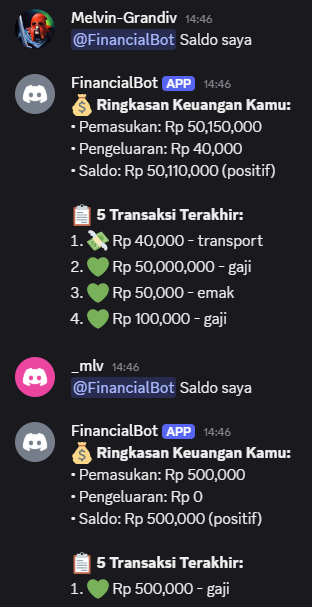 Melvin-Grandiv 14:46
@FinancialBot Saldo saya
FinancialBot APP 14:46
💰 Ringkasan Keuangan Kamu:
• Pemasukan: Rp 50,150,000
• Pengeluaran: Rp 40,000
• Saldo: Rp 50,110,000 (positif)
📋 5 Transaksi Terakhir:
1. 💸 Rp 40,000 - transport
2. 💚 Rp 50,000,000 - gaji
3. 💚 Rp 50,000 - emak
4. 💚 Rp 100,000 - gaji
_mlv 14:46
@FinancialBot Saldo saya
FinancialBot APP 14:46
💰 Ringkasan Keuangan Kamu:
• Pemasukan: Rp 500,000
• Pengeluaran: Rp 0
• Saldo: Rp 500,000 (positif)
📋 5 Transaksi Terakhir:
1. 💚 Rp 500,000 - gaji